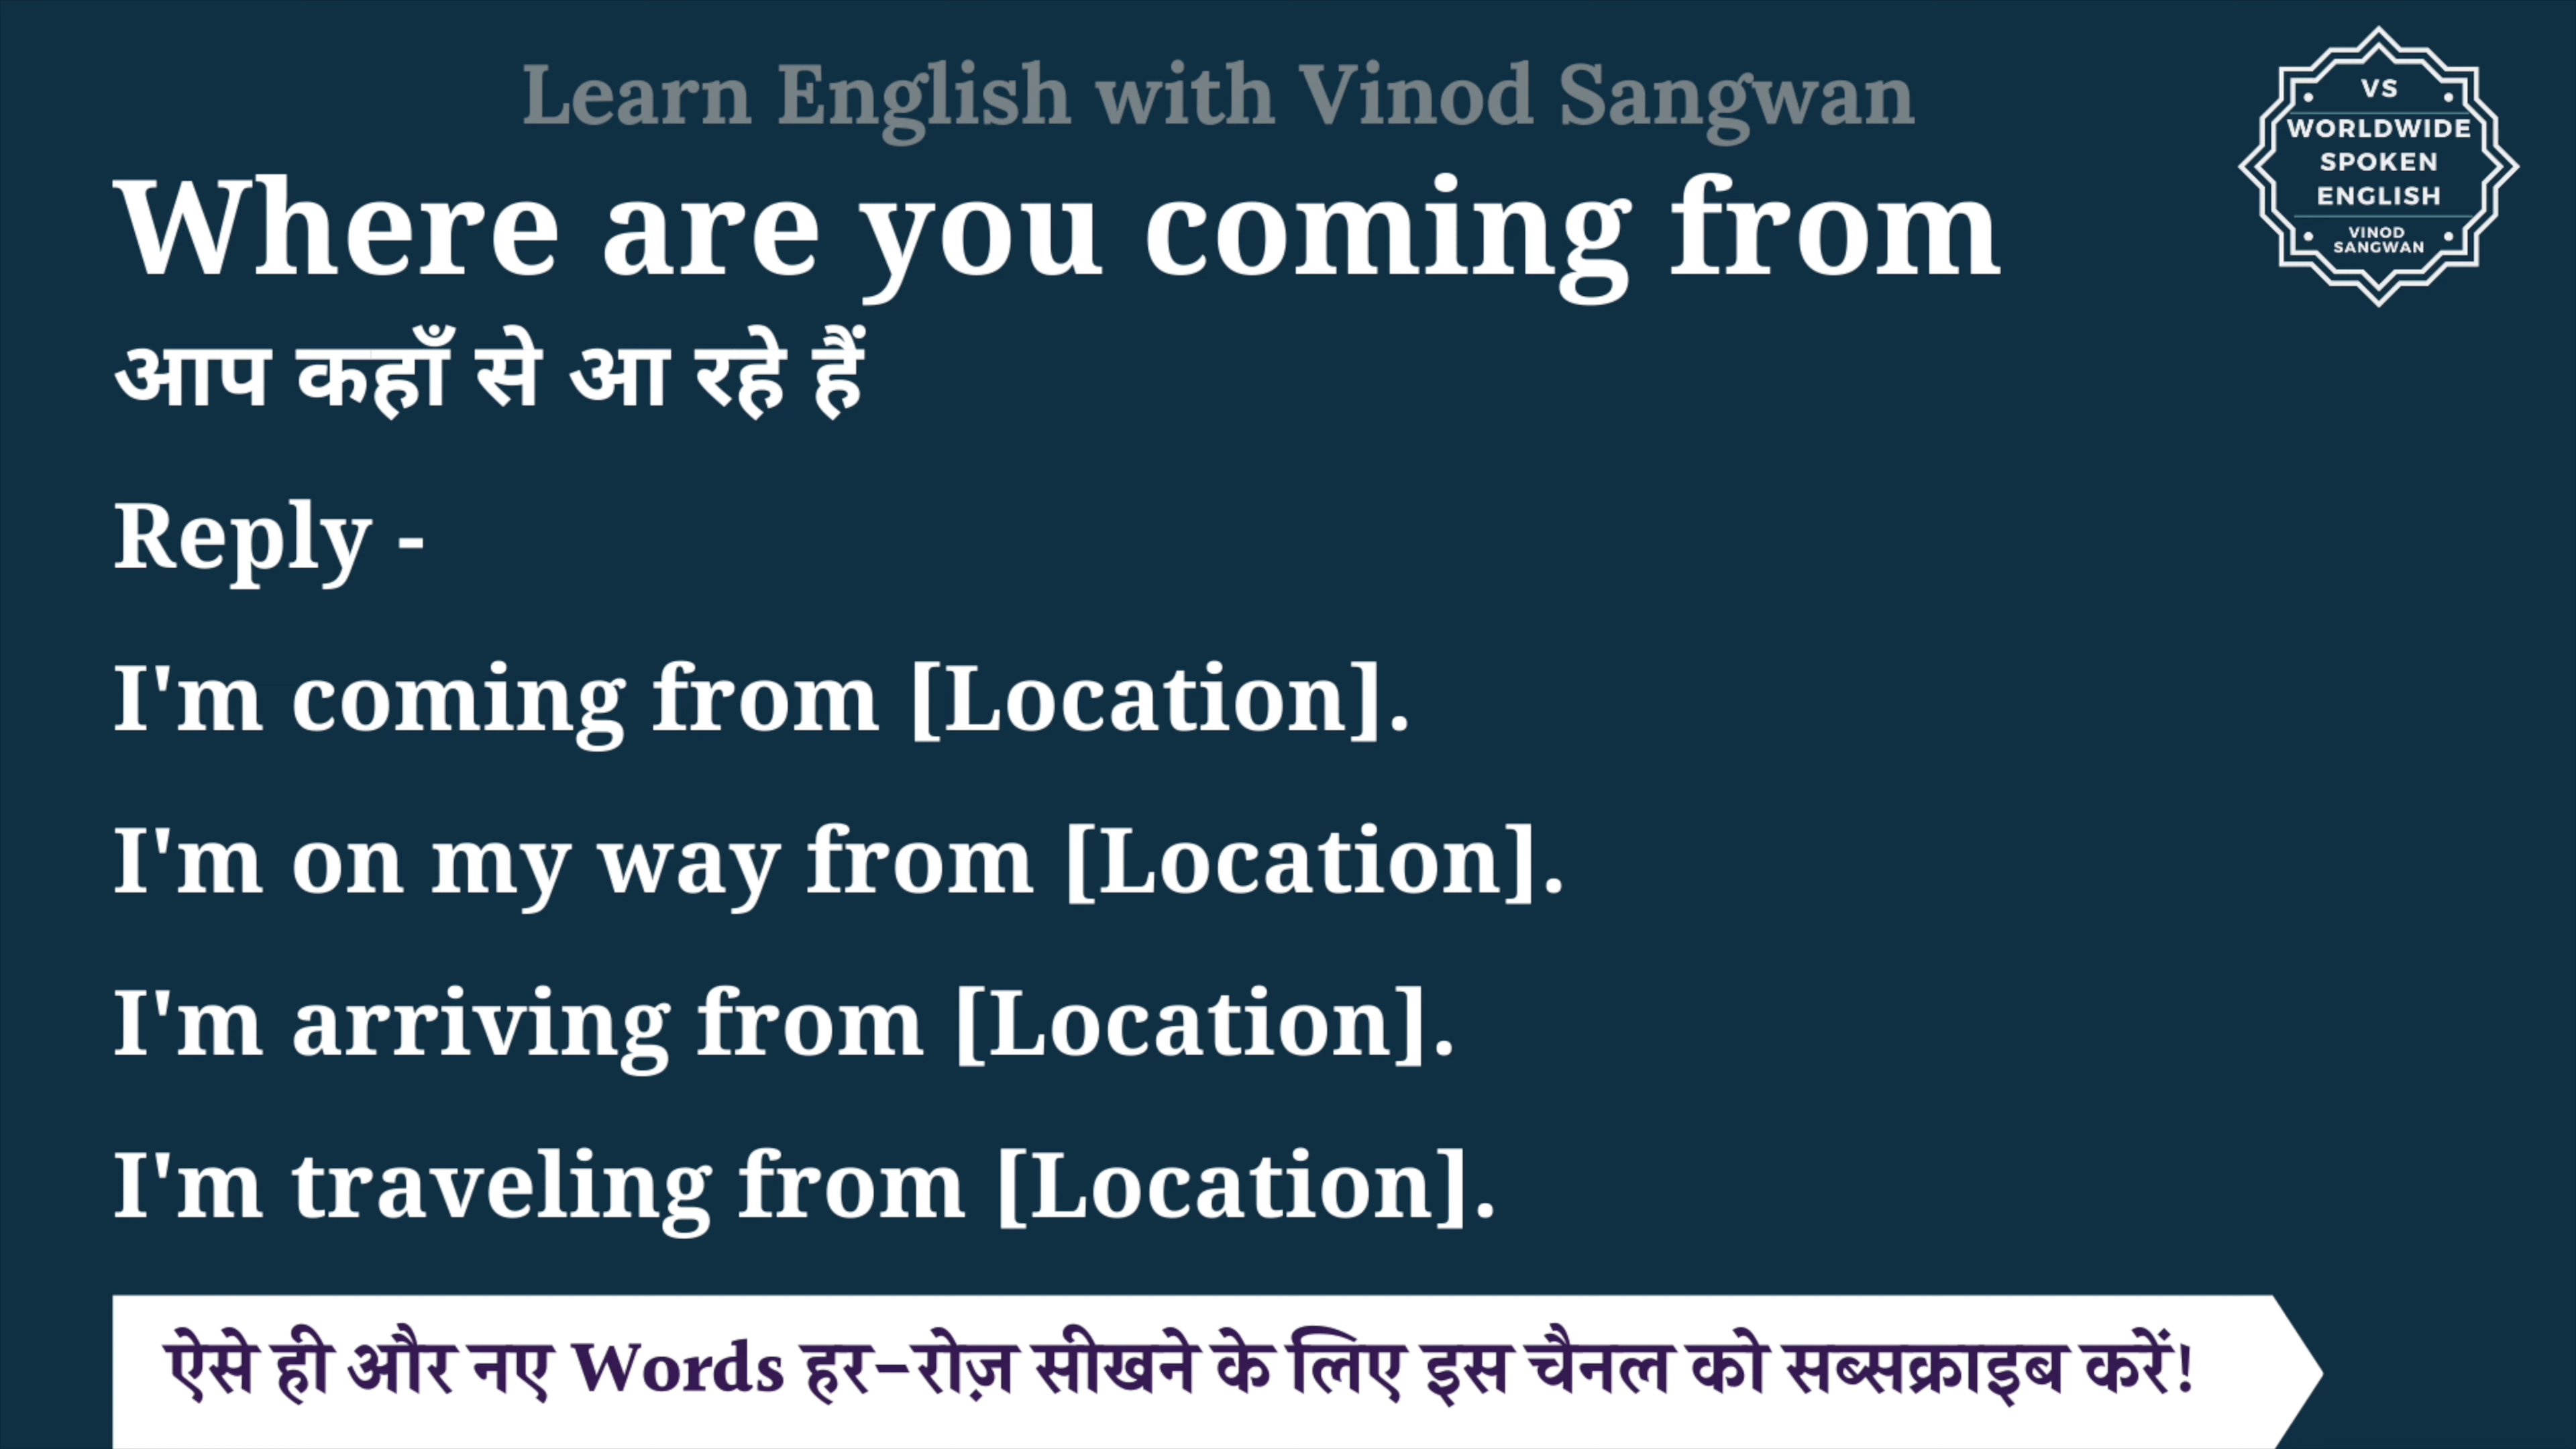 Learn English with Vinod Sangwan
VS
WORLDWIDE
SPOKEN
ENGLISH
VINOD
SANGWAN
Where are you coming from
आप कहाँ से आ रहे हैं
Reply -
I'm coming from [Location].
I'm on my way from [Location].
I'm arriving from [Location].
I'm traveling from [Location].
ऐसे ही और नए Words हर-रोज़ सीखने के लिए इस चैनल को सब्सक्राइब करें!